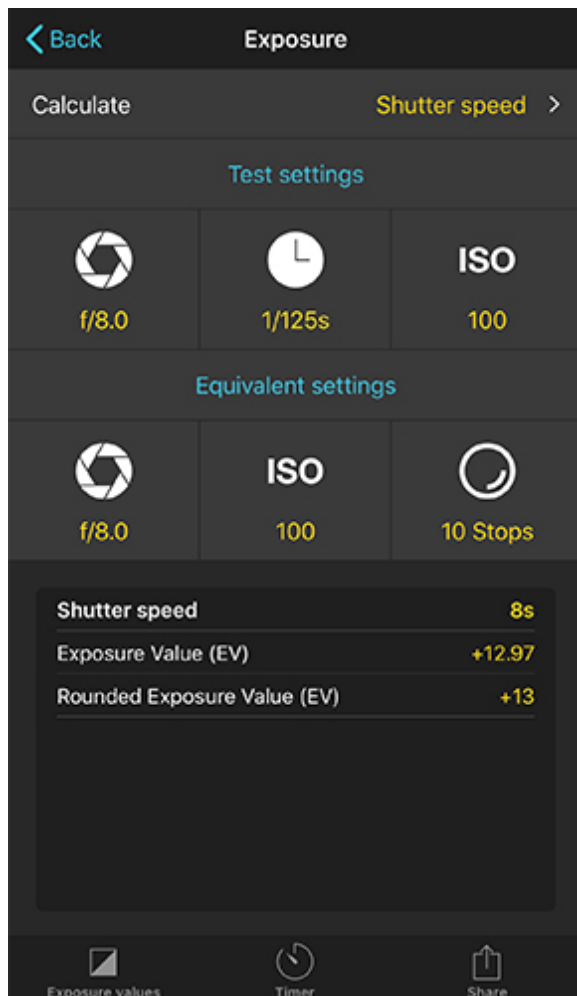 Back Exposure
Calculate Shutter speed
Test settings
ISO
f/8.0 1/125s 100
Equivalent settings
ISO
f/8.0 100 10 Stops
Shutter speed 8s
Exposure Value (EV) +12.97
Rounded Exposure Value (EV) +13
Exposure values Timer Share